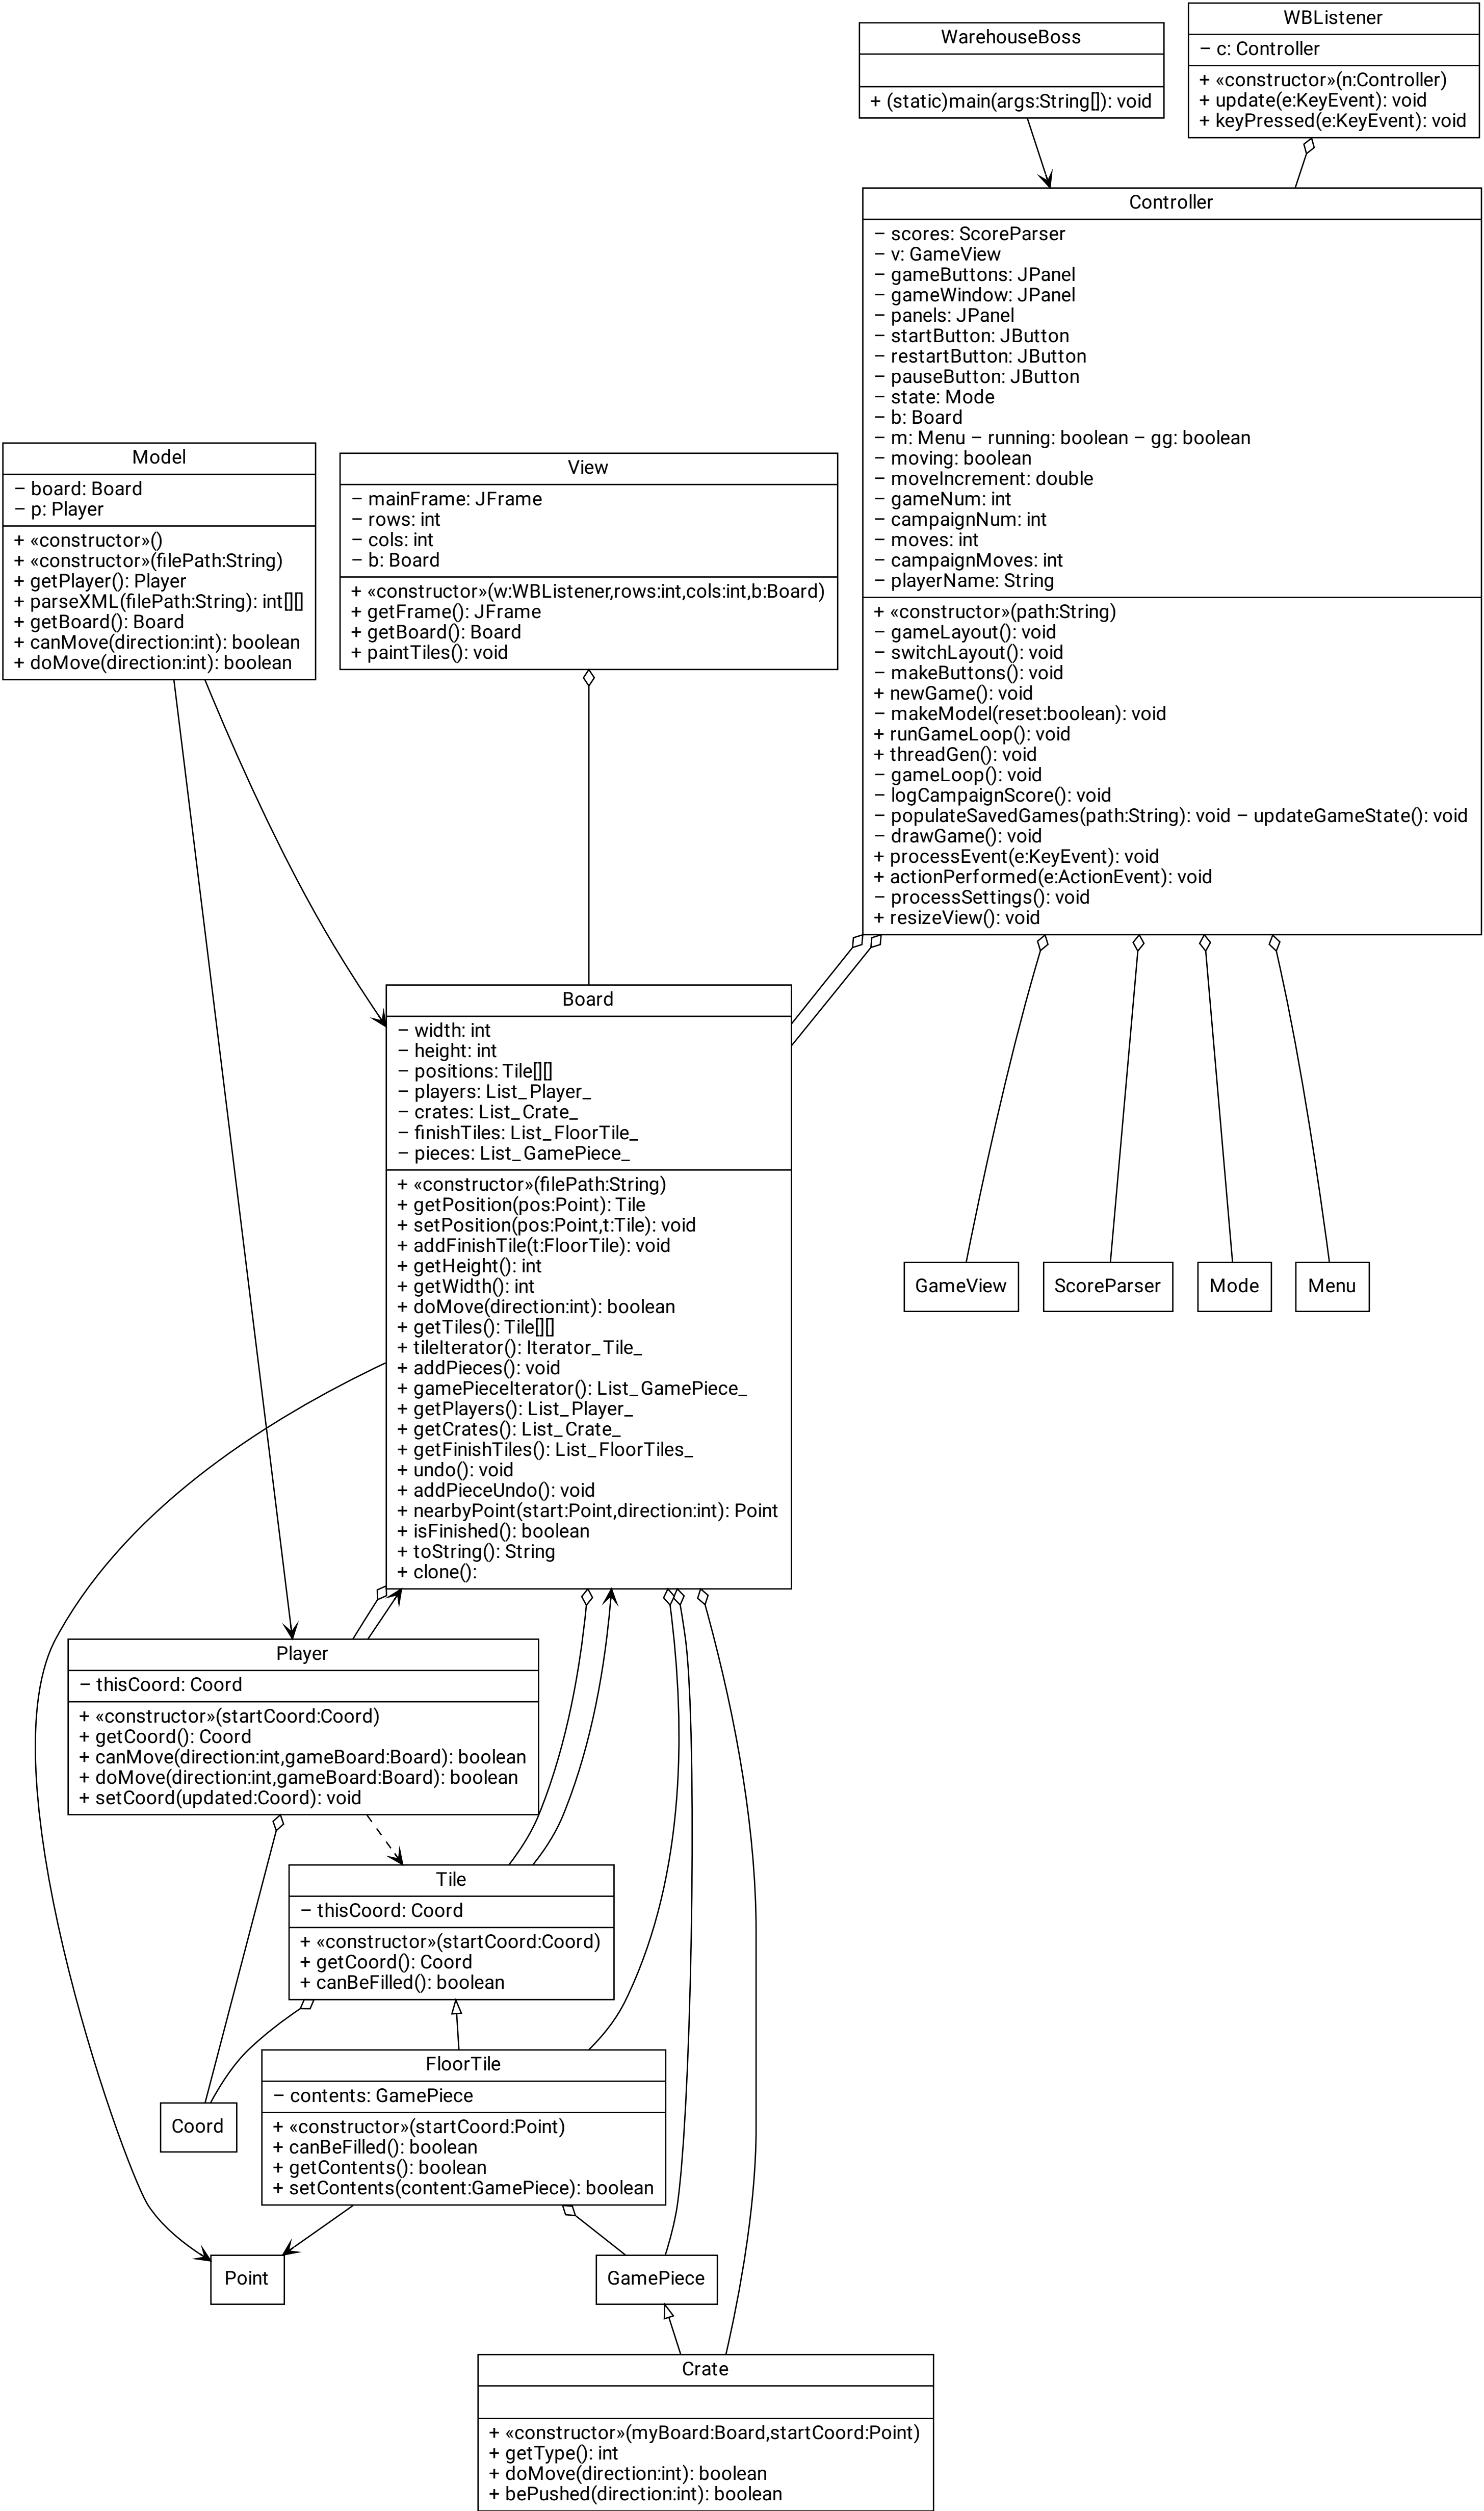 WarehouseBoss
+ (static)main(args:String[]): void
WBListener
− c: Controller
+ «constructor»(n:Controller)
+ update(e:KeyEvent): void
+ keyPressed(e:KeyEvent): void
Controller
− scores: ScoreParser
− v: GameView
− gameButtons: JPanel
− gameWindow: JPanel
− panels: JPanel
− startButton: JButton
− restartButton: JButton
− pauseButton: JButton
− state: Mode
− b: Board
− m: Menu − running: boolean − gg: boolean
− moving: boolean
− moveIncrement: double
− gameNum: int
− campaignNum: int
− moves: int
− campaignMoves: int
− playerName: String
+ «constructor»(path:String)
− gameLayout(): void
− switchLayout(): void
− makeButtons(): void
+ newGame(): void
− makeModel(reset:boolean): void
+ runGameLoop(): void
+ threadGen(): void
− gameLoop(): void
− logCampaignScore(): void
− populateSavedGames(path:String): void − updateGameState(): void
− drawGame(): void
+ processEvent(e:KeyEvent): void
+ actionPerformed(e:ActionEvent): void
− processSettings(): void
+ resizeView(): void
Model
− board: Board
− p: Player
+ «constructor»()
+ «constructor»(filePath:String)
+ getPlayer(): Player
+ parseXML(filePath:String): int[][]
+ getBoard(): Board
+ canMove(direction:int): boolean
+ doMove(direction:int): boolean
View
− mainFrame: JFrame
− rows: int
− cols: int
− b: Board
+ «constructor»(w:WBListener,rows:int,cols:int,b:Board)
+ getFrame(): JFrame
+ getBoard(): Board
+ paintTiles(): void
Board
− width: int
− height: int
− positions: Tile[][]
− players: List_Player_
− crates: List_Crate_
− finishTiles: List_FloorTile_
− pieces: List_GamePiece_
+ «constructor»(filePath:String)
+ getPosition(pos:Point): Tile
+ setPosition(pos:Point,t:Tile): void
+ addFinishTile(t:FloorTile): void
+ getHeight(): int
+ getWidth(): int
+ doMove(direction:int): boolean
+ getTiles(): Tile[][]
+ tileIterator(): Iterator_Tile_
+ addPieces(): void
+ gamePieceIterator(): List_GamePiece_
+ getPlayers(): List_Player_
+ getCrates(): List_Crate_
+ getFinishTiles(): List_FloorTiles_
+ undo(): void
+ addPieceUndo(): void
+ nearbyPoint(start:Point,direction:int): Point
+ isFinished(): boolean
+ toString(): String
+ clone():
GameView
ScoreParser
Mode
Menu
Player
− thisCoord: Coord
+ «constructor»(startCoord:Coord)
+ getCoord(): Coord
+ canMove(direction:int,gameBoard:Board): boolean
+ doMove(direction:int,gameBoard:Board): boolean
+ setCoord(updated:Coord): void
Tile
− thisCoord: Coord
+ «constructor»(startCoord:Coord)
+ getCoord(): Coord
+ canBeFilled(): boolean
FloorTile
− contents: GamePiece
+ «constructor»(startCoord:Point)
+ canBeFilled(): boolean
+ getContents(): boolean
+ setContents(content:GamePiece): boolean
Coord
Point
GamePiece
Crate
+ «constructor»(myBoard:Board,startCoord:Point)
+ getType(): int
+ doMove(direction:int): boolean
+ bePushed(direction:int): boolean